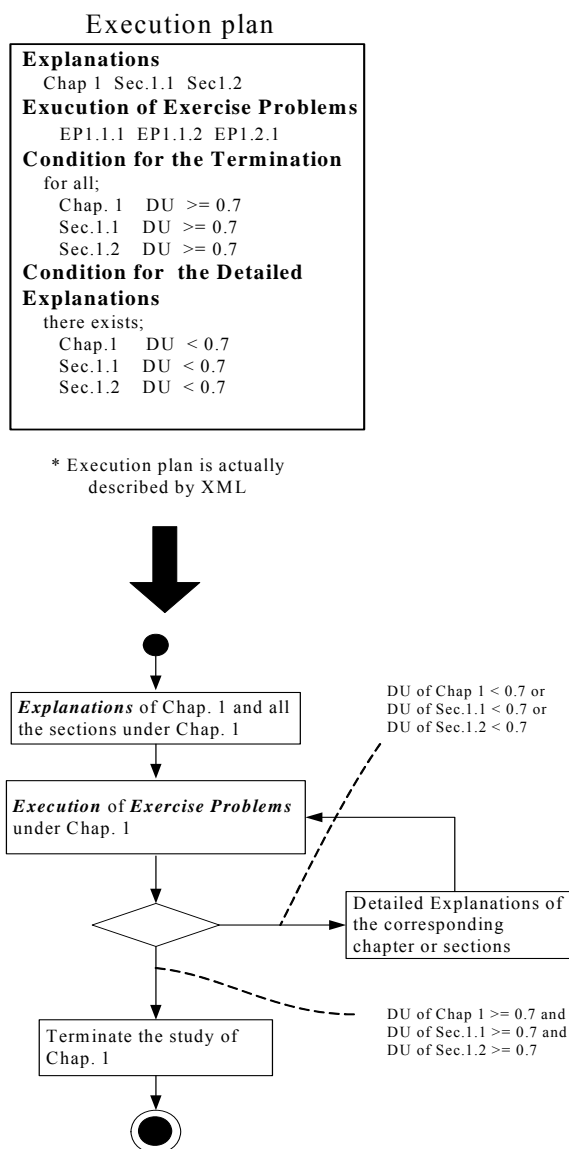 Execution plan
Explanations
Chap 1 Sec.1.1 Sec1.2
Exucution of Exercise Problems
EP1.1.1 EP1.1.2 EP1.2.1
Condition for the Termination
for all;
Chap. 1 DU >= 0.7
Sec.1.1 DU >= 0.7
Sec.1.2 DU >= 0.7
Condition for the Detailed
Explanations
there exists;
Chap.1 DU < 0.7
Sec.1.1 DU < 0.7
Sec.1.2 DU < 0.7
* Execution plan is actually
described by XML
Explanations of Chap. 1 and all
the sections under Chap. 1
DU of Chap 1 < 0.7 or
DU of Sec.1.1 < 0.7 or
DU of Sec.1.2 < 0.7
Execution of Exercise Problems
under Chap. 1
Detailed Explanations of
the corresponding
chapter or sections
DU of Chap 1 >= 0.7 and
DU of Sec.1.1 >= 0.7 and
DU of Sec.1.2 >= 0.7
Terminate the study of
Chap. 1